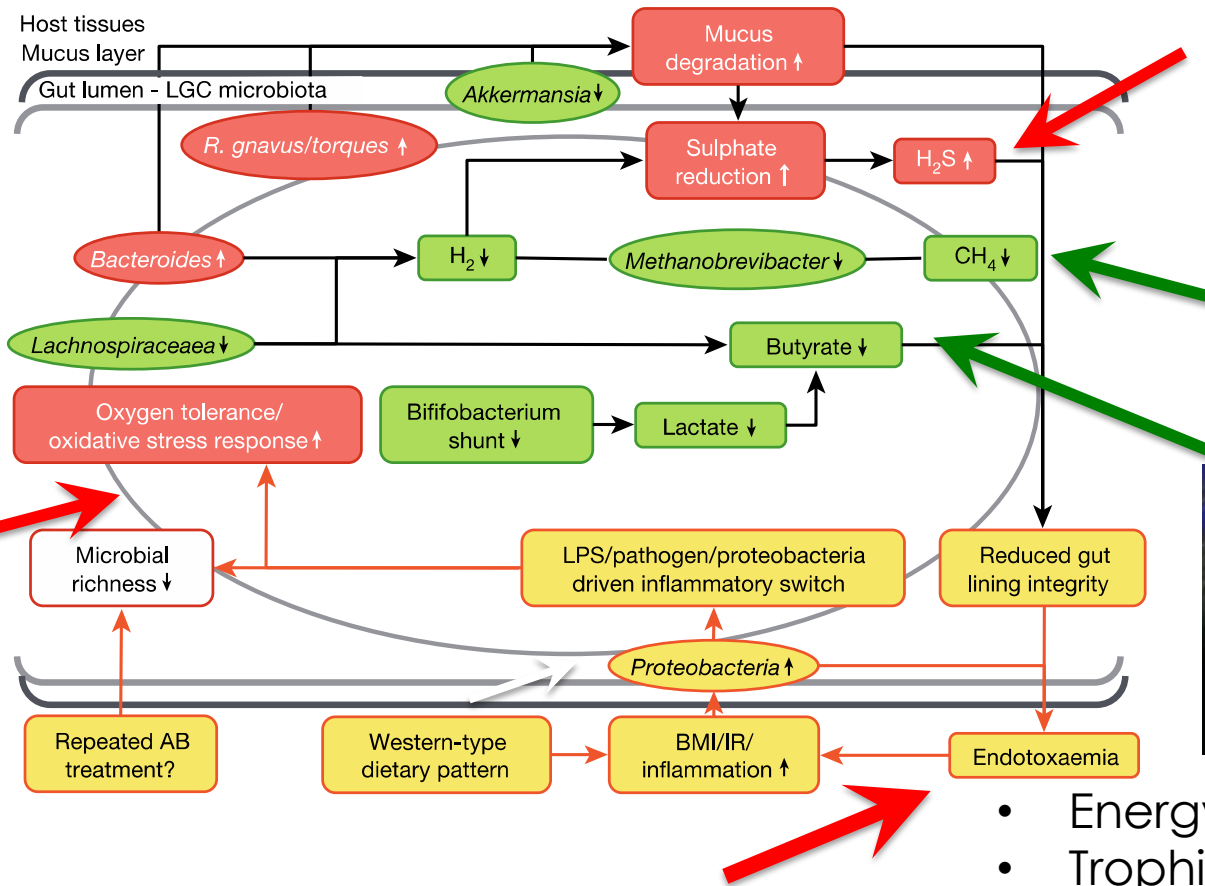 Host tissues
Mucus layer
Mucus
degradation ↑
Gut lumen - LGC microbiota
Akkermansia ↓
R. gnavus/torques ↑
Sulphate
reduction ↑
H₂S ↑
Bacteroides ↑
H₂ ↓
Methanobrevibacter ↓
CH₄ ↓
Lachnospiraceaea ↓
Butyrate ↓
Oxygen tolerance/
oxidative stress response ↑
Bififobacterium
shunt ↓
Lactate ↓
Microbial
richness ↓
LPS/pathogen/proteobacteria
driven inflammatory switch
Reduced gut
lining integrity
Proteobacteria ↑
Repeated AB
treatment?
Western-type
dietary pattern
BMI/IR/
inflammation ↑
Endotoxaemia
• Energy
• Trophi